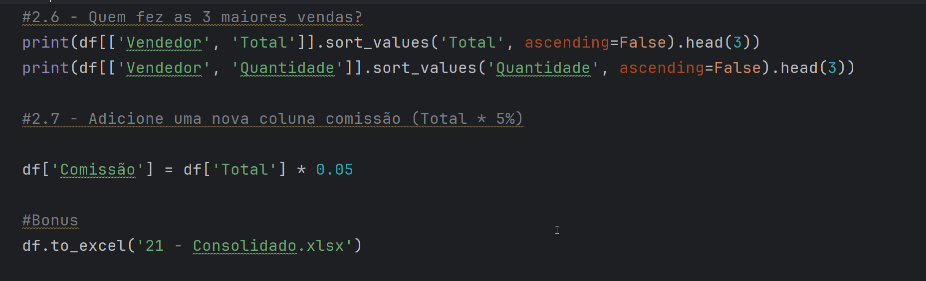 #2.6 - Quem fez as 3 maiores vendas?
print(df[['Vendedor', 'Total']].sort_values('Total', ascending=False).head(3))
print(df[['Vendedor', 'Quantidade']].sort_values('Quantidade', ascending=False).head(3))
#2.7 - Adicione uma nova coluna comissão (Total * 5%)
df['Comissão'] = df['Total'] * 0.05
#Bonus
df.to_excel('21 - Consolidado.xlsx')